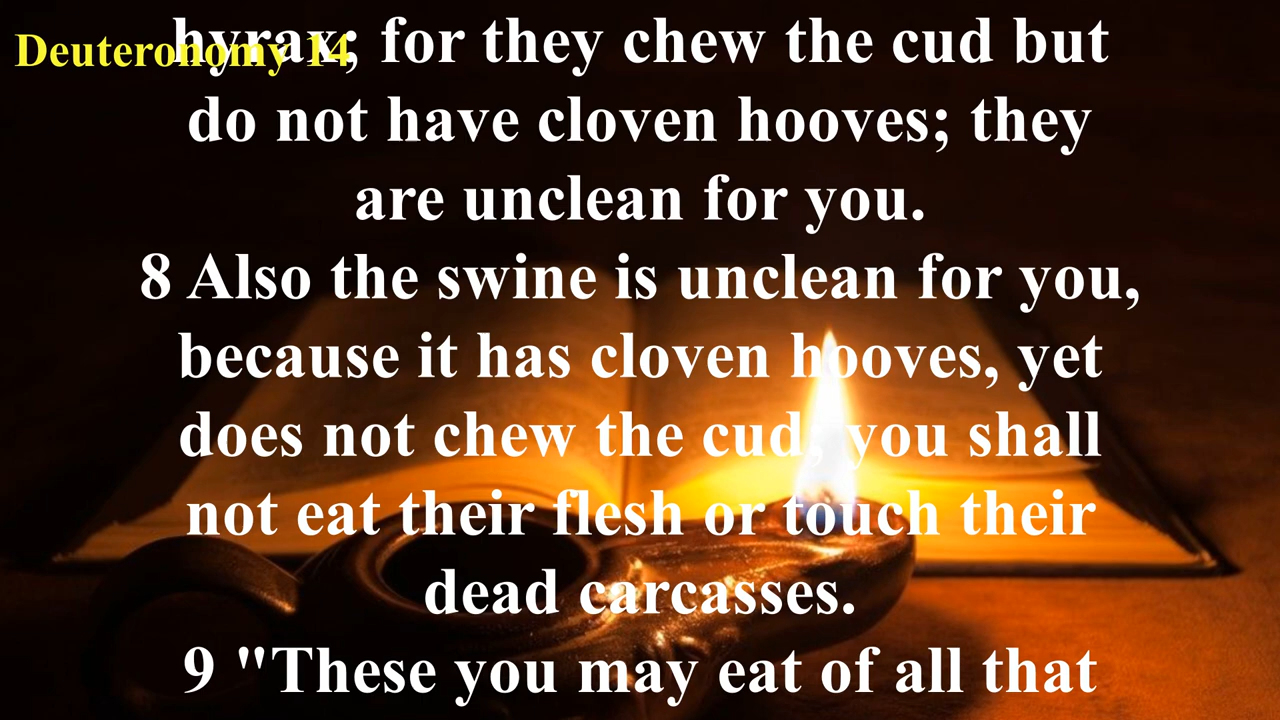 Deuteronomy 14
hyrax; for they chew the cud but
do not have cloven hooves; they
are unclean for you.
8 Also the swine is unclean for you,
because it has cloven hooves, yet
does not chew the cud, you shall
not eat their flesh or touch their
dead carcasses.
9 "These you may eat of all that